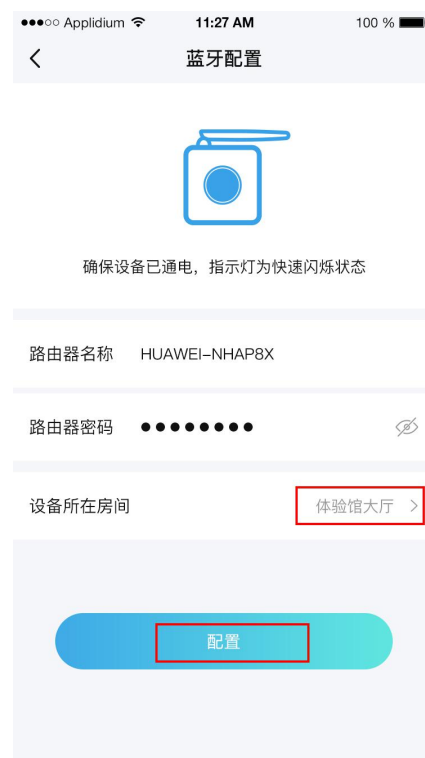 ●●●○○ Applidium 11:27 AM 100 %
蓝牙配置
确保设备已通电，指示灯为快速闪烁状态
路由器名称 HUAWEI-NHAP8X
路由器密码 ●●●●●●●●
设备所在房间 体验馆大厅 >
配置